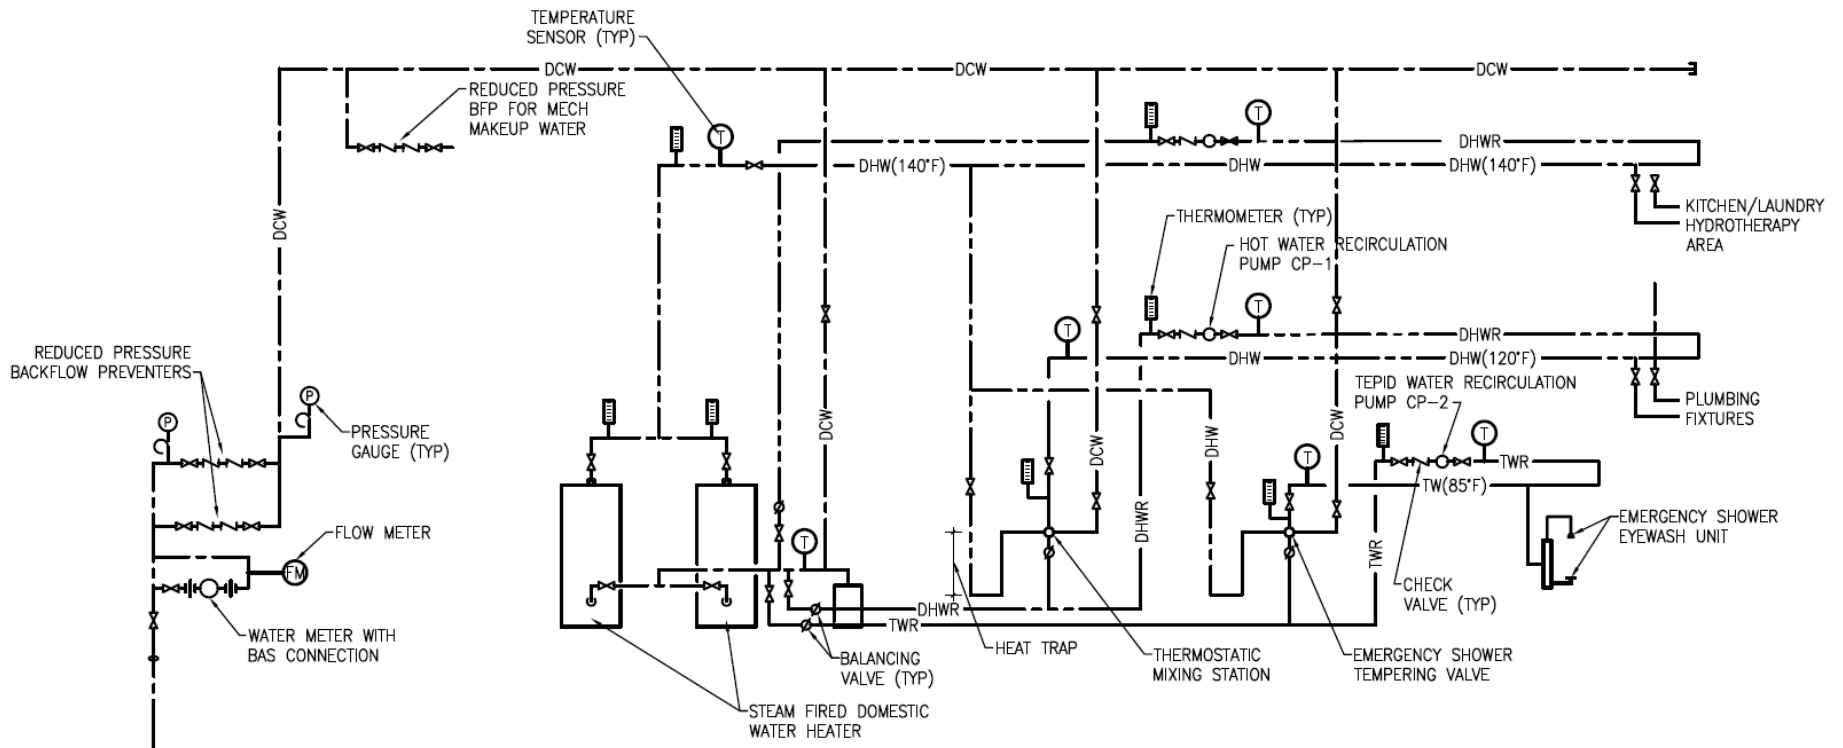 TEMPERATURE
SENSOR (TYP)
DCW
DCW
DCW
REDUCED PRESSURE
BFP FOR MECH
MAKEUP WATER
T
T
DHWR
DHW(140°F)
DHW
DHW(140°F)
DCW
THERMOMETER (TYP)
KITCHEN/LAUNDRY
HYDROTHERAPY
AREA
HOT WATER RECIRCULATION
PUMP CP-1
T
T
DHWR
REDUCED PRESSURE
BACKFLOW PREVENTERS
DHW
DHW(120°F)
TEPID WATER RECIRCULATION
PUMP CP-2
P
P
PLUMBING
FIXTURES
PRESSURE
GAUGE (TYP)
DCW
DCW
DHW
DCW
T
T
TWR
TW(85°F)
FLOW METER
FM
T
DHWR
TWR
EMERGENCY SHOWER
EYEWASH UNIT
CHECK
VALVE (TYP)
DHWR
TWR
WATER METER WITH
BAS CONNECTION
HEAT TRAP
BALANCING
VALVE (TYP)
THERMOSTATIC
MIXING STATION
EMERGENCY SHOWER
TEMPERING VALVE
STEAM FIRED DOMESTIC
WATER HEATER